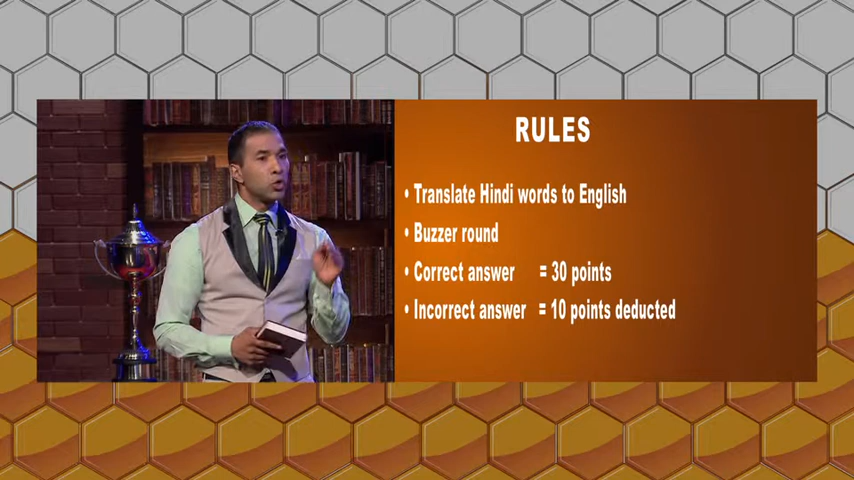 RULES
• Translate Hindi words to English
• Buzzer round
• Correct answer = 30 points
• Incorrect answer = 10 points deducted